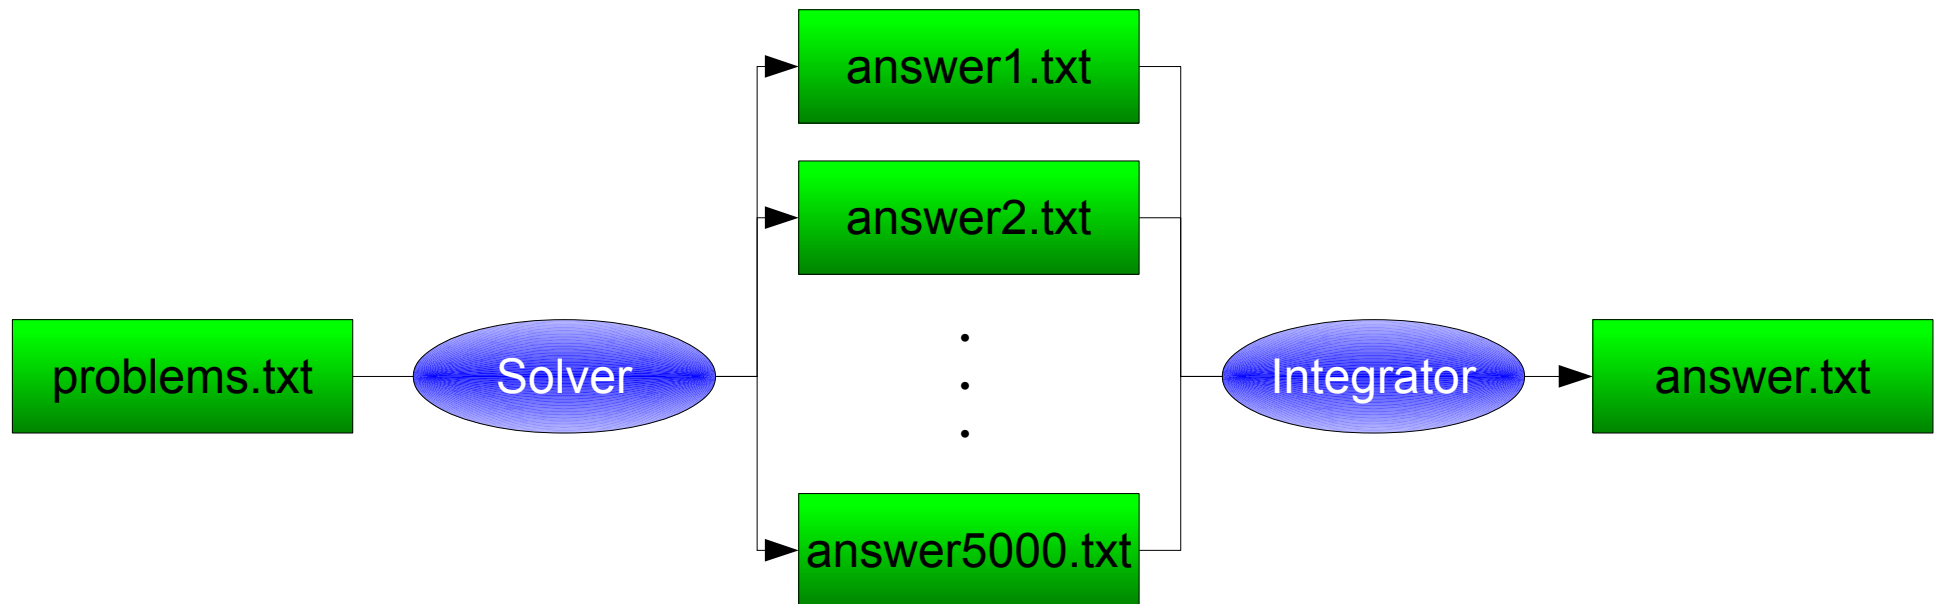 answer1.txt
answer2.txt
problems.txt
Solver
Integrator
answer.txt
answer5000.txt